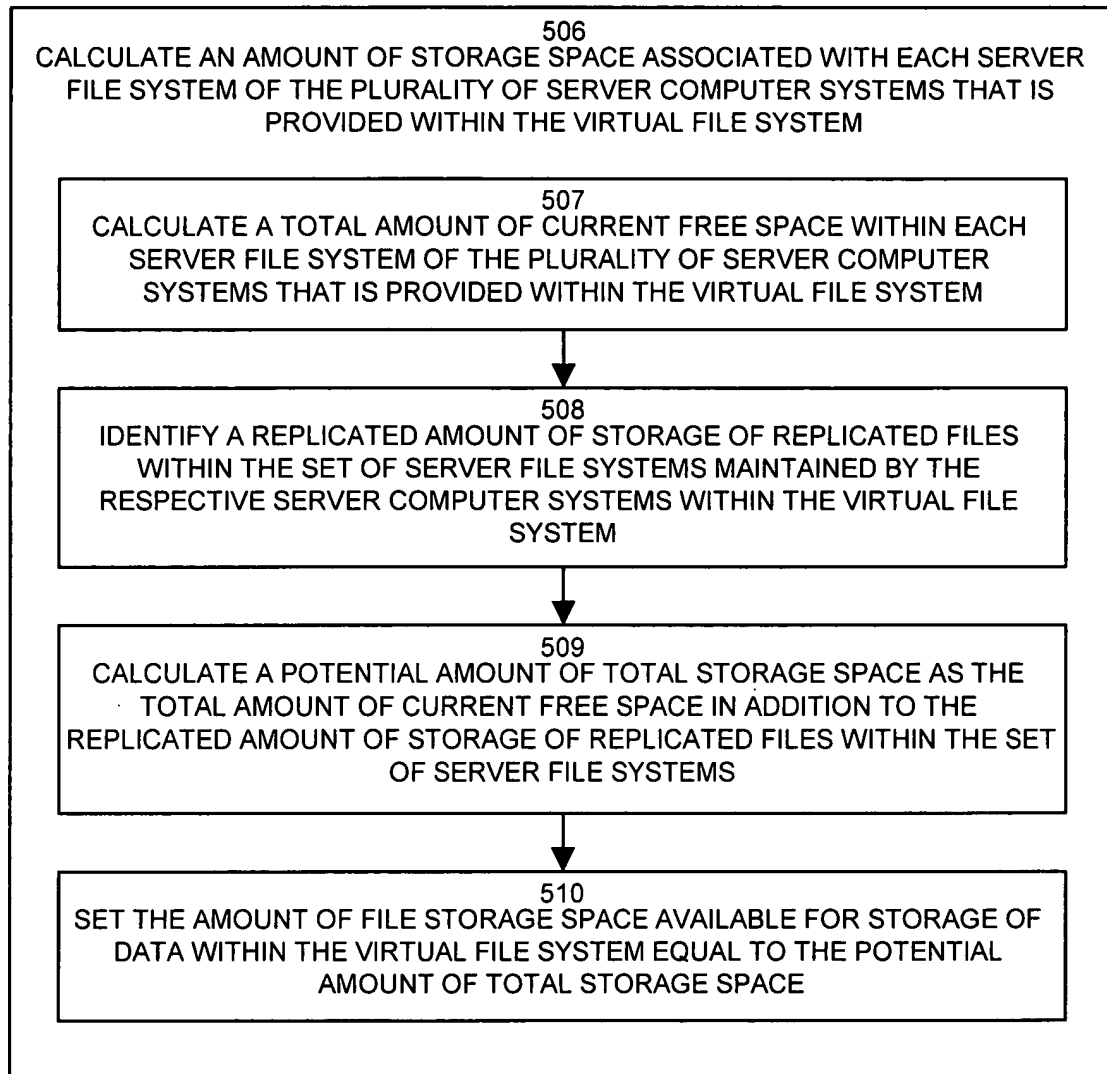 506
CALCULATE AN AMOUNT OF STORAGE SPACE ASSOCIATED WITH EACH SERVER
FILE SYSTEM OF THE PLURALITY OF SERVER COMPUTER SYSTEMS THAT IS
PROVIDED WITHIN THE VIRTUAL FILE SYSTEM
507
CALCULATE A TOTAL AMOUNT OF CURRENT FREE SPACE WITHIN EACH
SERVER FILE SYSTEM OF THE PLURALITY OF SERVER COMPUTER
SYSTEMS THAT IS PROVIDED WITHIN THE VIRTUAL FILE SYSTEM
508
IDENTIFY A REPLICATED AMOUNT OF STORAGE OF REPLICATED FILES
WITHIN THE SET OF SERVER FILE SYSTEMS MAINTAINED BY THE
RESPECTIVE SERVER COMPUTER SYSTEMS WITHIN THE VIRTUAL FILE
SYSTEM
509
CALCULATE A POTENTIAL AMOUNT OF TOTAL STORAGE SPACE AS THE
TOTAL AMOUNT OF CURRENT FREE SPACE IN ADDITION TO THE
REPLICATED AMOUNT OF STORAGE OF REPLICATED FILES WITHIN THE SET
OF SERVER FILE SYSTEMS
510
SET THE AMOUNT OF FILE STORAGE SPACE AVAILABLE FOR STORAGE OF
DATA WITHIN THE VIRTUAL FILE SYSTEM EQUAL TO THE POTENTIAL
AMOUNT OF TOTAL STORAGE SPACE